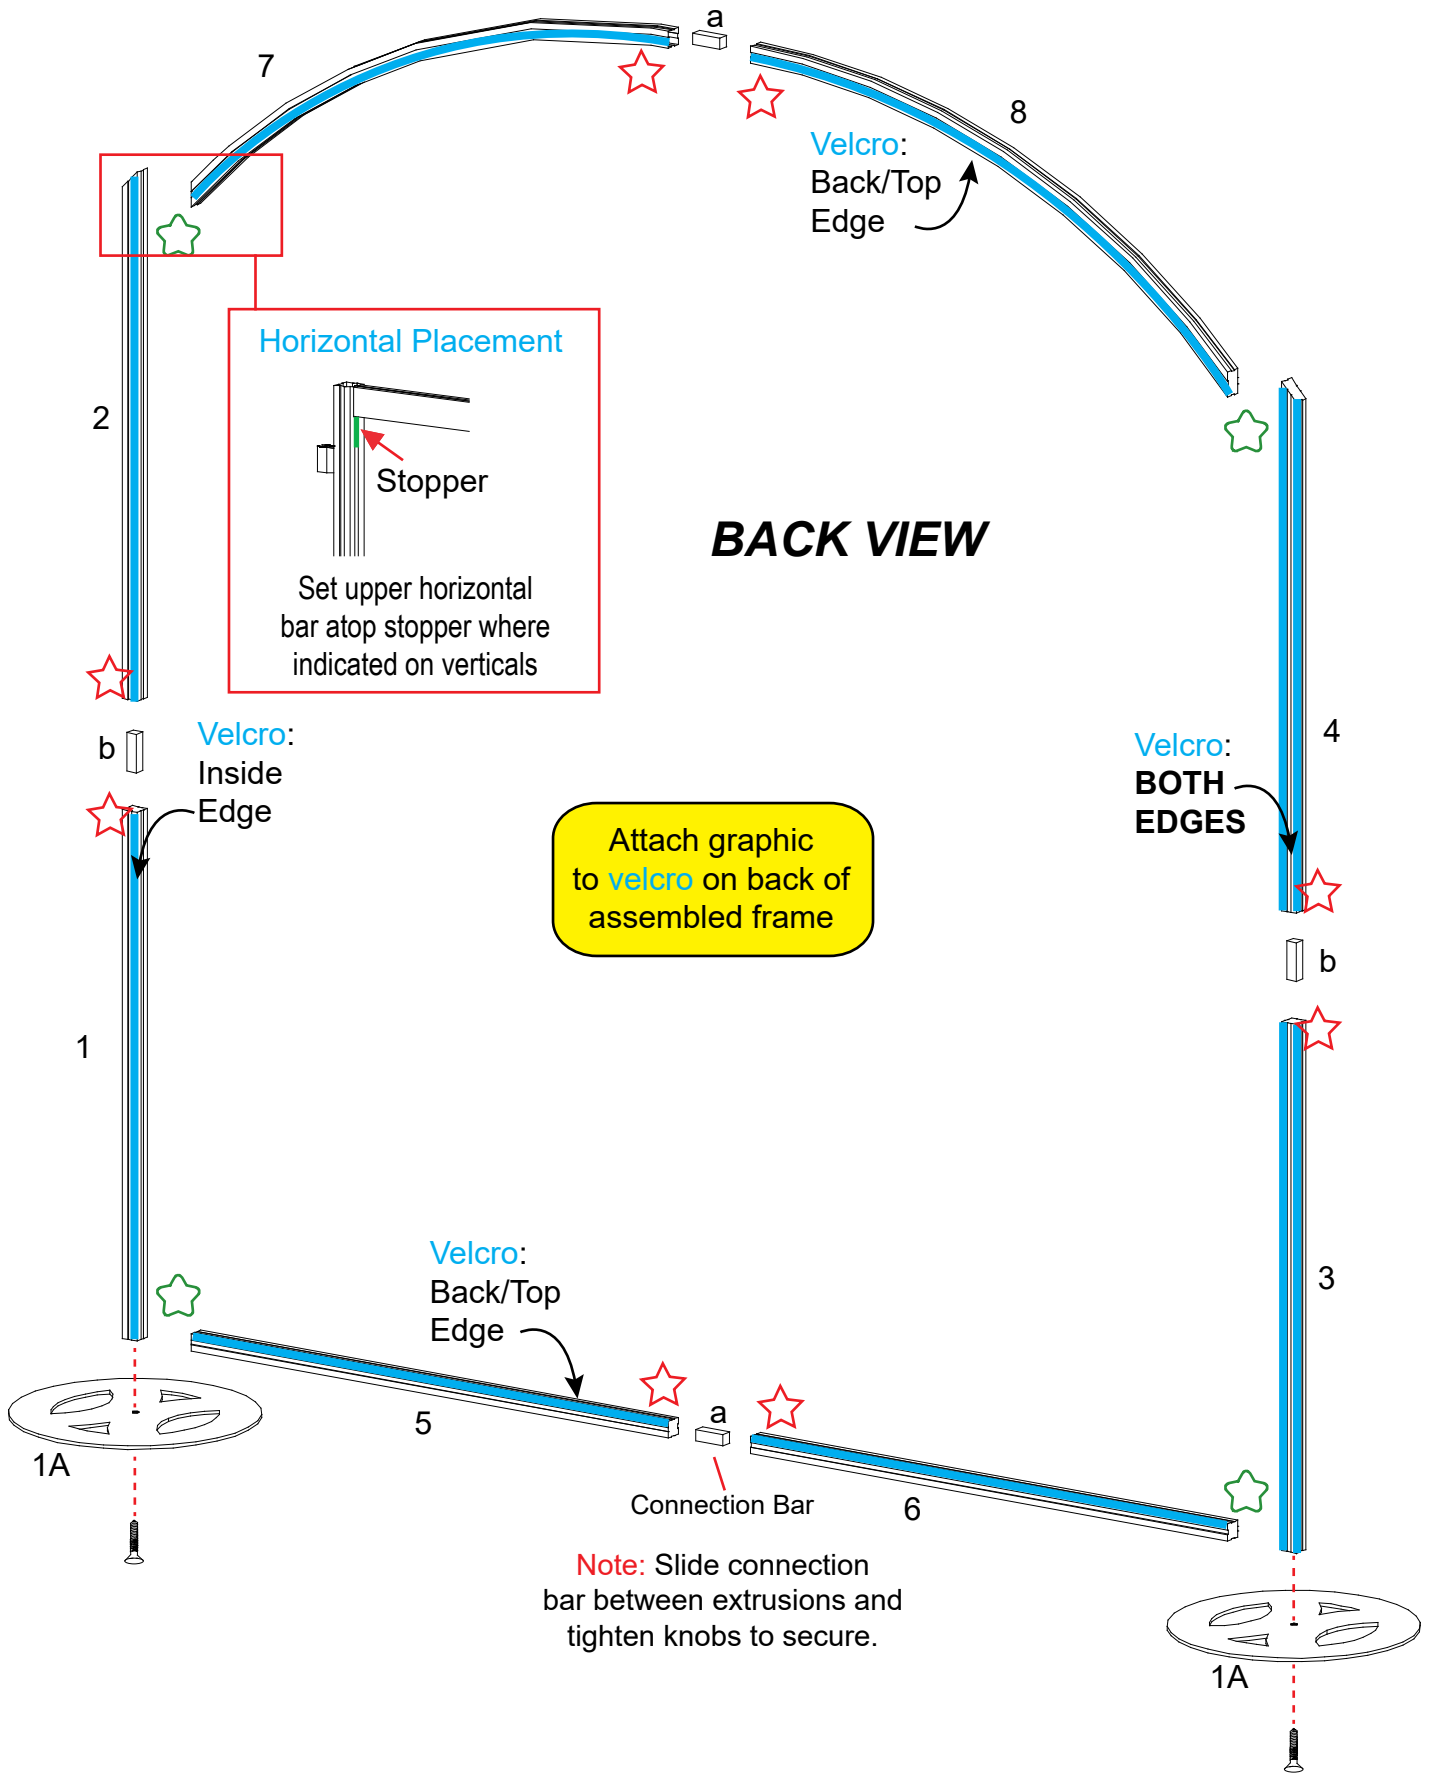 a
7
8
Velcro:
Back/Top
Edge
Horizontal Placement
2
Stopper
BACK VIEW
Set upper horizontal
bar atop stopper where
indicated on verticals
b
Velcro:
Inside
Edge
4
Velcro:
BOTH
EDGES
Attach graphic
to velcro on back of
assembled frame
b
1
3
Velcro:
Back/Top
Edge
5
a
1A
Connection Bar
6
Note: Slide connection
bar between extrusions and
tighten knobs to secure.
1A